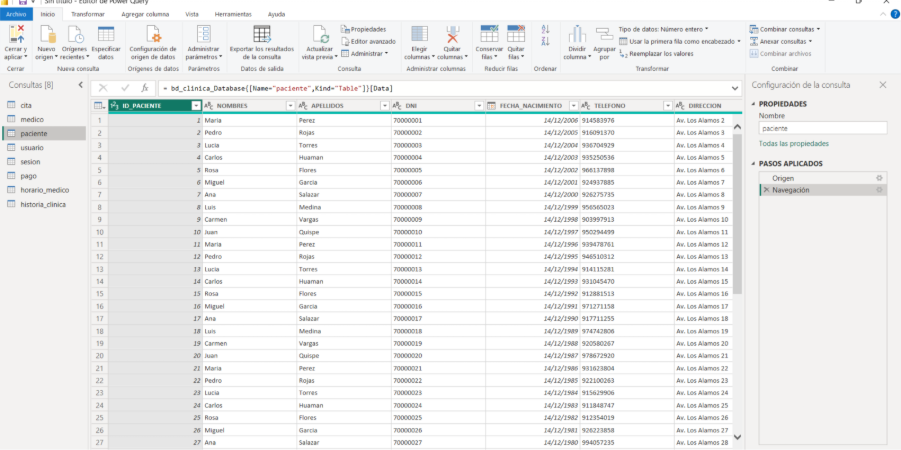 Sin título - Editor de Power Query
Archivo Inicio Transformar Agregar columna Vista Herramientas Ayuda
Cerrar y aplicar Nuevo origen Orígenes recientes Especificar datos Configuración de origen de datos Administrar parámetros Exportar los resultados de la consulta Actualizar vista previa Propiedades Editor avanzado Administrar Elegir columnas Quitar columnas Conservar filas Quitar filas Dividir columna Agrupar por Tipo de datos: Número entero Usar la primera fila como encabezado Reemplazar los valores Combinar consultas Anexar consultas Combinar archivos
Cerrar Nueva consulta Orígenes de datos Parámetros Datos de salida Consulta Administrar columnas Reducir filas Ordenar Transformar Combinar
Consultas [8]
cita
medico
paciente
usuario
sesion
pago
horario_medico
historia_clinica
= bd_clinica_Database{[Name="paciente",Kind="Table"]}[Data]
ID_PACIENTE NOMBRES APELLIDOS DNI FECHA_NACIMIENTO TELEFONO DIRECCION
1 1 Maria Perez 70000001 14/12/2006 914583976 Av. Los Alamos 2
2 2 Pedro Rojas 70000002 14/12/2005 916091370 Av. Los Alamos 3
3 3 Lucia Torres 70000003 14/12/2004 936704929 Av. Los Alamos 4
4 4 Carlos Huaman 70000004 14/12/2003 935250536 Av. Los Alamos 5
5 5 Rosa Flores 70000005 14/12/2002 966137898 Av. Los Alamos 6
6 6 Miguel Garcia 70000006 14/12/2001 924937885 Av. Los Alamos 7
7 7 Ana Salazar 70000007 14/12/2000 926275735 Av. Los Alamos 8
8 8 Luis Medina 70000008 14/12/1999 956565023 Av. Los Alamos 9
9 9 Carmen Vargas 70000009 14/12/1998 903997913 Av. Los Alamos 10
10 10 Juan Quispe 70000010 14/12/1997 950294499 Av. Los Alamos 11
11 11 Maria Perez 70000011 14/12/1996 939478761 Av. Los Alamos 12
12 12 Pedro Rojas 70000012 14/12/1995 946510312 Av. Los Alamos 13
13 13 Lucia Torres 70000013 14/12/1994 914115281 Av. Los Alamos 14
14 14 Carlos Huaman 70000014 14/12/1993 931045470 Av. Los Alamos 15
15 15 Rosa Flores 70000015 14/12/1992 912881513 Av. Los Alamos 16
16 16 Miguel Garcia 70000016 14/12/1991 971271158 Av. Los Alamos 17
17 17 Ana Salazar 70000017 14/12/1990 917711255 Av. Los Alamos 18
18 18 Luis Medina 70000018 14/12/1989 974742806 Av. Los Alamos 19
19 19 Carmen Vargas 70000019 14/12/1988 920580267 Av. Los Alamos 20
20 20 Juan Quispe 70000020 14/12/1987 978672920 Av. Los Alamos 21
21 21 Maria Perez 70000021 14/12/1986 931623804 Av. Los Alamos 22
22 22 Pedro Rojas 70000022 14/12/1985 922100263 Av. Los Alamos 23
23 23 Lucia Torres 70000023 14/12/1984 915629906 Av. Los Alamos 24
24 24 Carlos Huaman 70000024 14/12/1983 911848747 Av. Los Alamos 25
25 25 Rosa Flores 70000025 14/12/1982 912354019 Av. Los Alamos 26
26 26 Miguel Garcia 70000026 14/12/1981 926223858 Av. Los Alamos 27
27 27 Ana Salazar 70000027 14/12/1980 994057235 Av. Los Alamos 28
Configuración de la consulta
PROPIEDADES
Nombre
paciente
Todas las propiedades
PASOS APLICADOS
Origen
Navegación